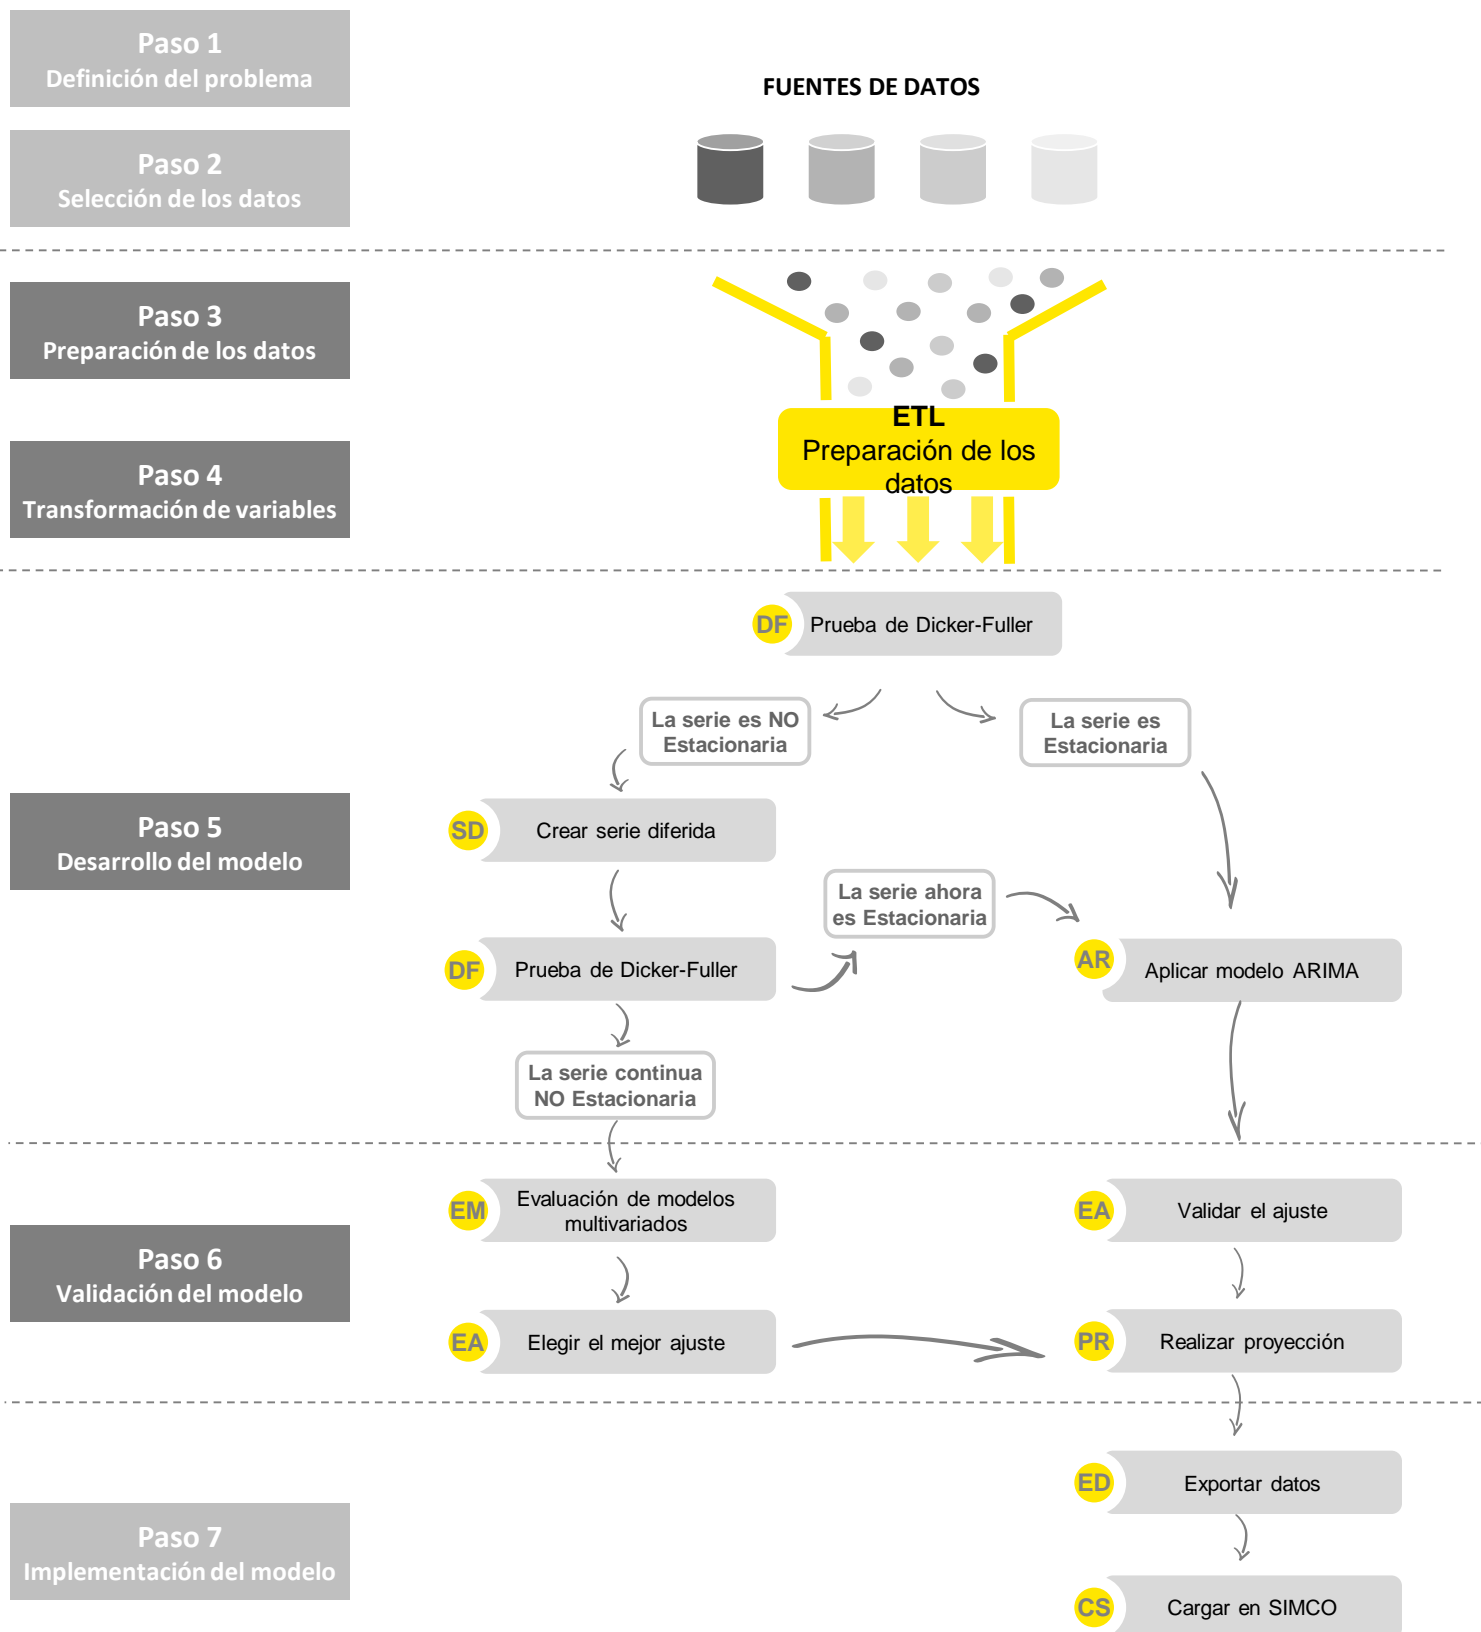 Paso 1
Definición del problema
FUENTES DE DATOS
Paso 2
Selección de los datos
Paso 3
Preparación de los datos
ETL
Preparación de los
datos
Paso 4
Transformación de variables
DF
Prueba de Dicker-Fuller
La serie es NO
Estacionaria
La serie es
Estacionaria
Paso 5
Desarrollo del modelo
SD
Crear serie diferida
La serie ahora
es Estacionaria
DF
Prueba de Dicker-Fuller
AR
Aplicar modelo ARIMA
La serie continua
NO Estacionaria
Paso 6
Validación del modelo
EM
Evaluación de modelos
multivariados
EA
Validar el ajuste
EA
Elegir el mejor ajuste
PR
Realizar proyección
Paso 7
Implementación del modelo
ED
Exportar datos
CS
Cargar en SIMCO